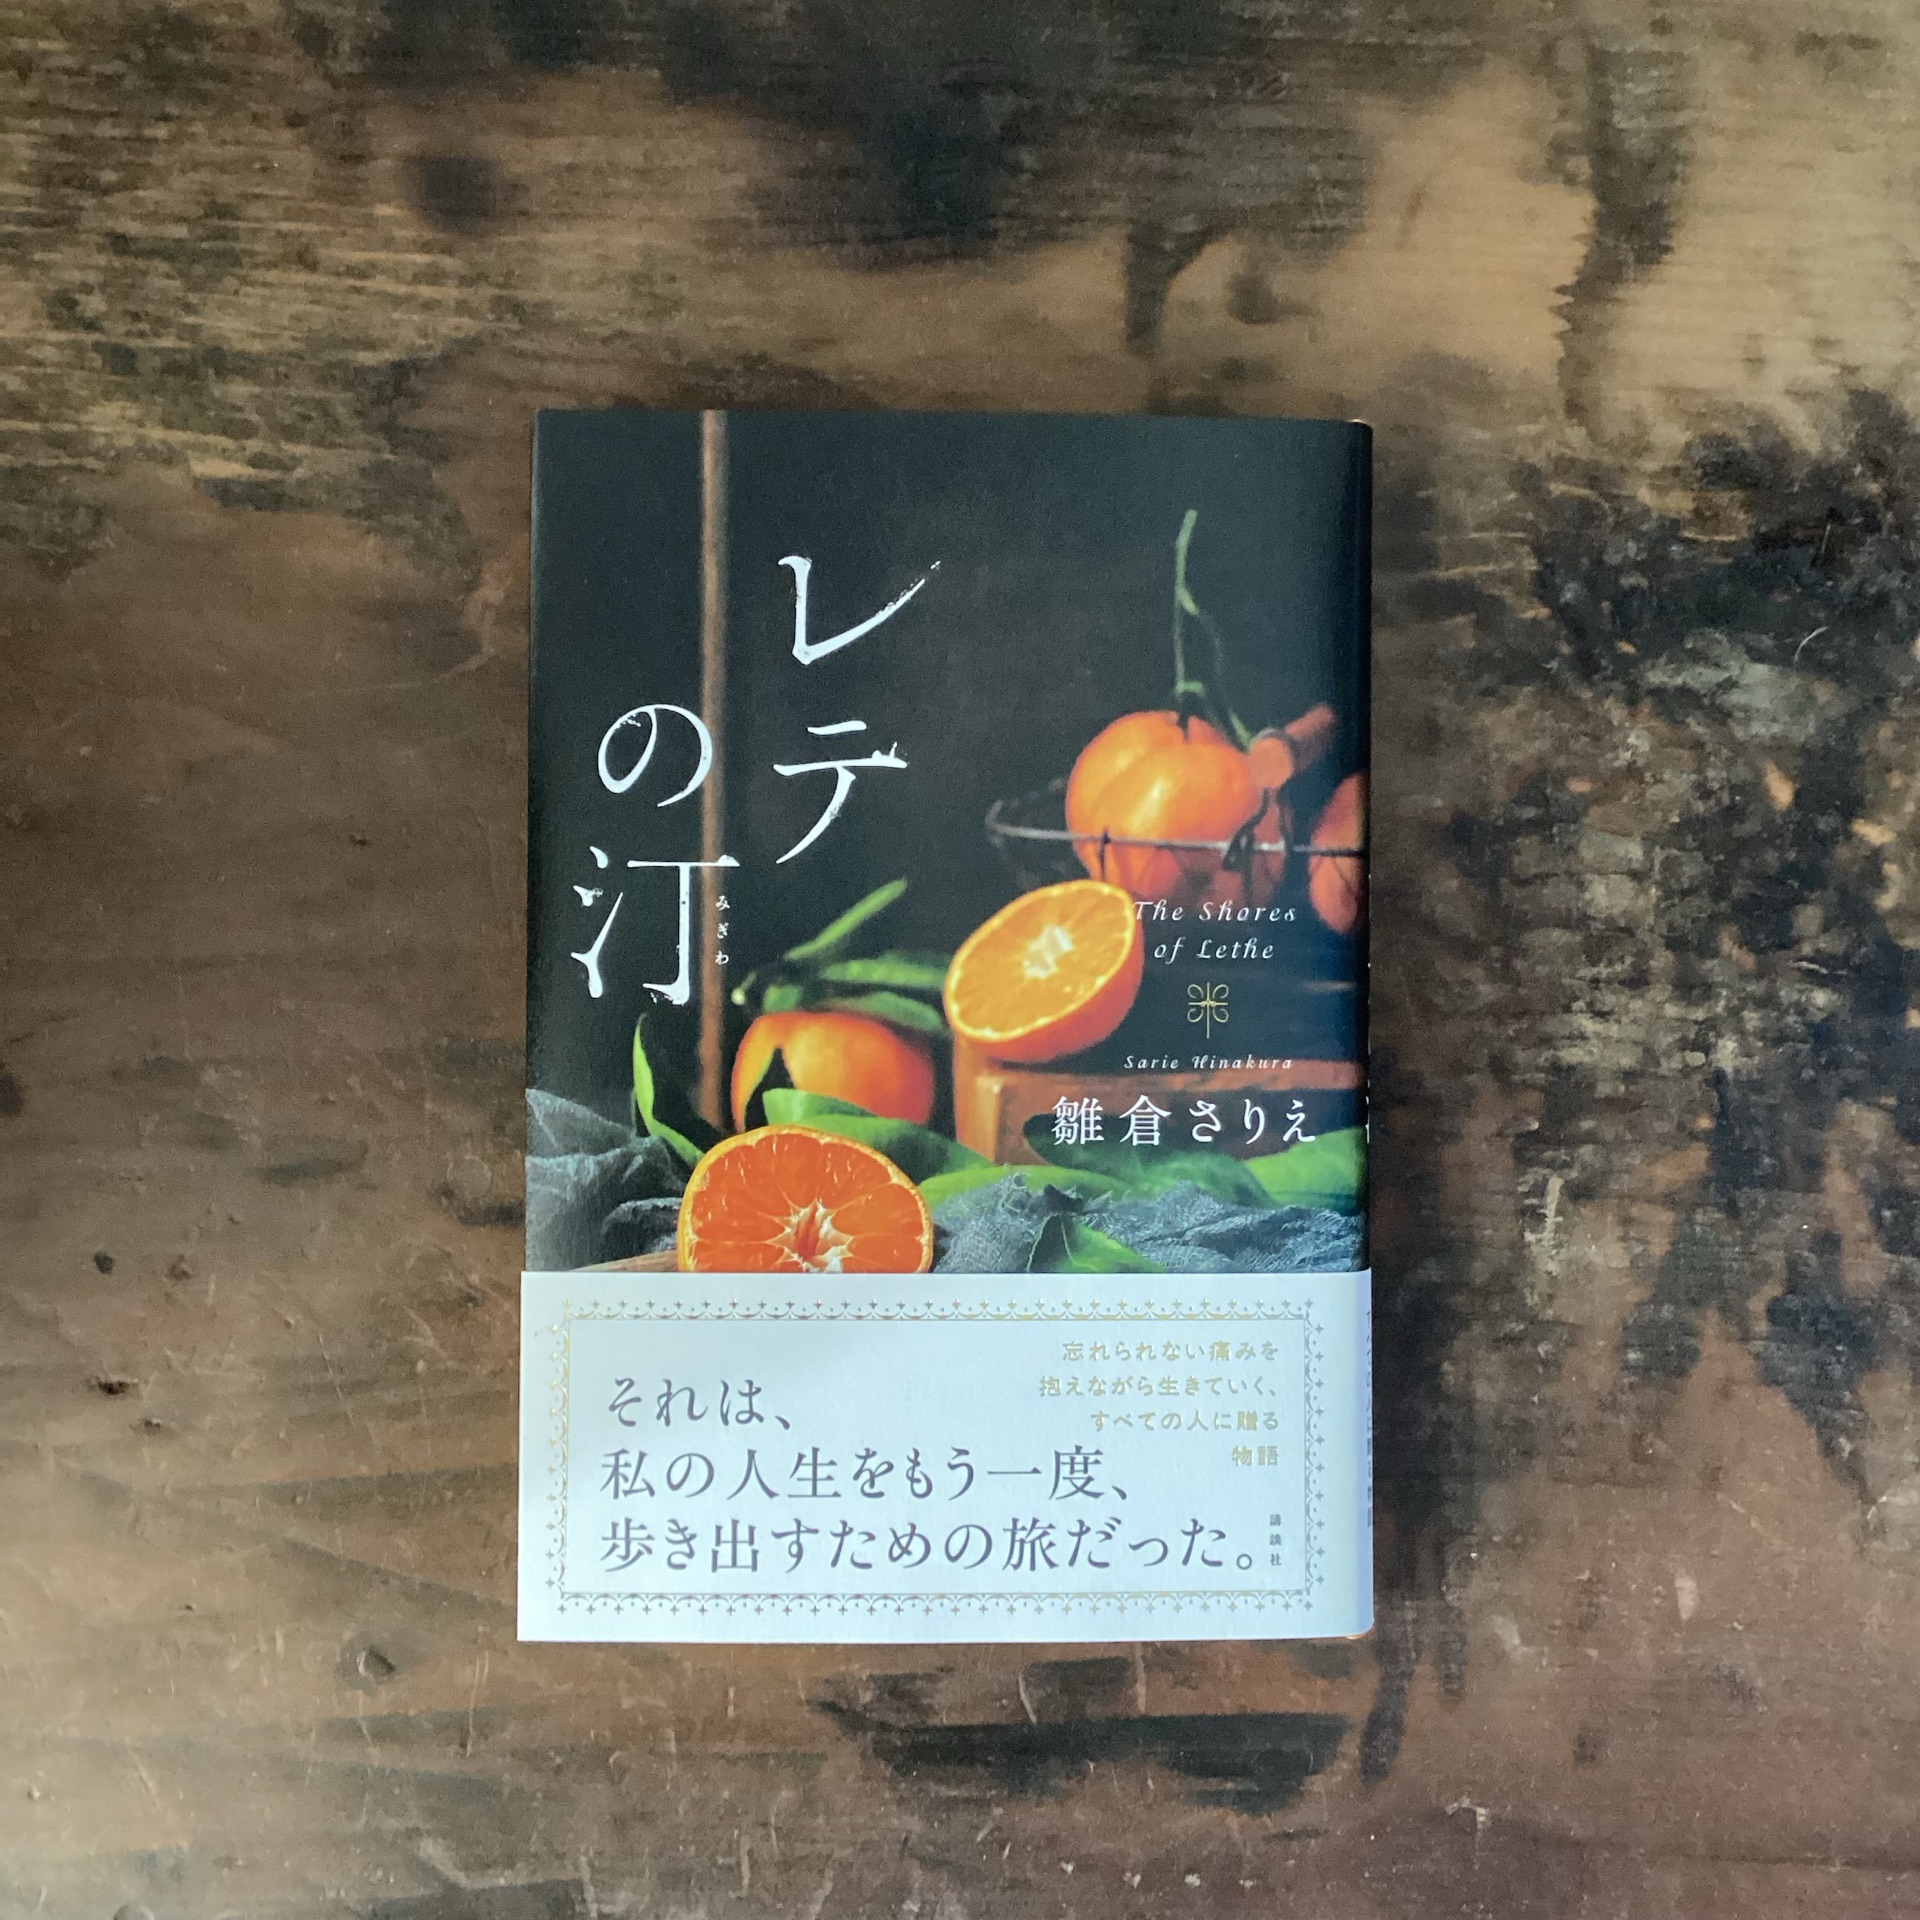 レテ
の汀
みぎわ
The Shores
of Lethe
Sarie Hinakura
雛倉さりえ
忘れられない痛みを
抱えながら生きていく、
すべての人に贈る
物語
それは、
私の人生をもう一度、
歩き出すための旅だった。
講談社